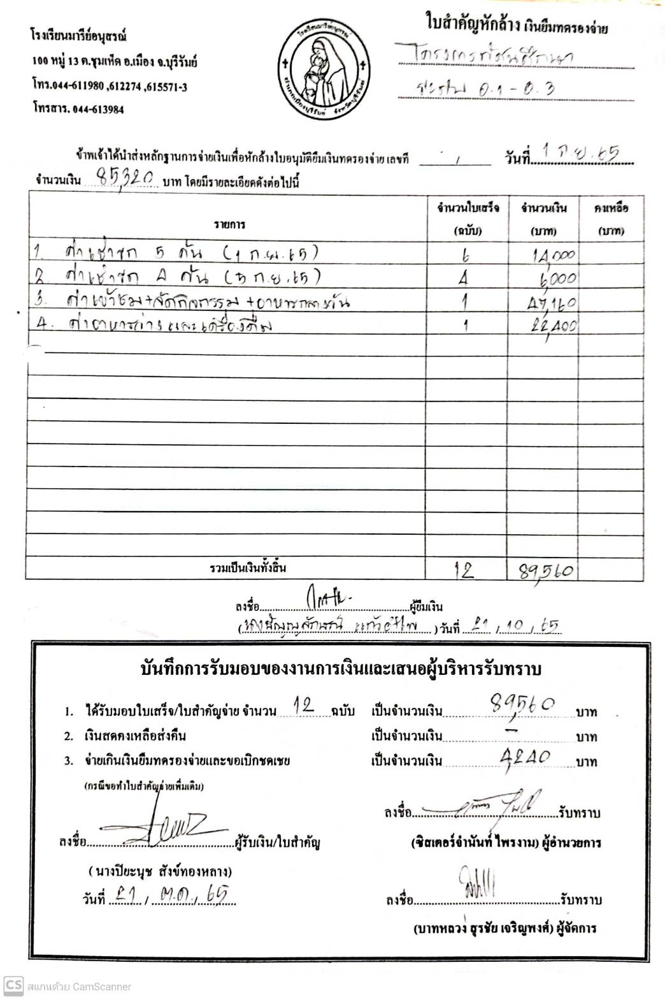 ใบสำคัญหักล้าง เงินยืมทดรองจ่าย
โรงเรียนมารีย์อนุสรณ์
100 หมู่ 13 ต.ชุมเห็ด อ.เมือง จ.บุรีรัมย์
โทร.044-611980 ,612274 ,615571-3
โทรสาร. 044-613984
โรงเรียนมารีย์อนุสรณ์
อำเภอเมืองบุรีรัมย์ จังหวัดบุรีรัมย์
โครงการทัศนศึกษา
ระดับ อ.1 - อ.3
ข้าพเจ้าได้นำส่งหลักฐานการจ่ายเงินเพื่อหักล้างใบอนุมัติยืมเงินทดรองจ่าย เลขที่ / วันที่ 1 ก.ย. 65
จำนวนเงิน 85,320 บาท โดยมีรายละเอียดดังต่อไปนี้
รายการ จำนวนใบเสร็จ (ฉบับ) จำนวนเงิน (บาท) คงเหลือ (บาท)
1. ค่าเช่ารถ 5 คัน (1 ก.ย. 65) 6 14,000
2. ค่าเช่ารถ 4 คัน (5 ก.ย. 65) 4 6,000
3. ค่าเข้าชม+จัดกิจกรรม+อาหารกลางวัน 1 47,160
4. ค่าอาหารว่างและเครื่องดื่ม 1 22,400
รวมเป็นเงินทั้งสิ้น 12 89,560
ลงชื่อ ผู้ยืมเงิน
( ) วันที่ 21 / 10 / 65
บันทึกการรับมอบของงานการเงินและเสนอผู้บริหารรับทราบ
1. ได้รับมอบใบเสร็จ/ใบสำคัญจ่าย จำนวน 12 ฉบับ เป็นจำนวนเงิน 89,560 บาท
2. เงินสดคงเหลือส่งคืน เป็นจำนวนเงิน - บาท
3. จ่ายเกินเงินยืมทดรองจ่ายและขอเบิกชดเชย เป็นจำนวนเงิน 4,240 บาท
(กรณีขอทำใบสำคัญจ่ายเพิ่มเติม)
ลงชื่อ รับทราบ
ลงชื่อ ผู้รับเงิน/ใบสำคัญ
(ซิสเตอร์จำนันท์ ไพรงาม) ผู้อำนวยการ
( นางปิยะนุช สังข์ทองหลาง)
วันที่ 21 / ต.ค. / 65
ลงชื่อ รับทราบ
(บาทหลวง สุรชัย เจริญพงศ์) ผู้จัดการ
CS สแกนด้วย CamScanner